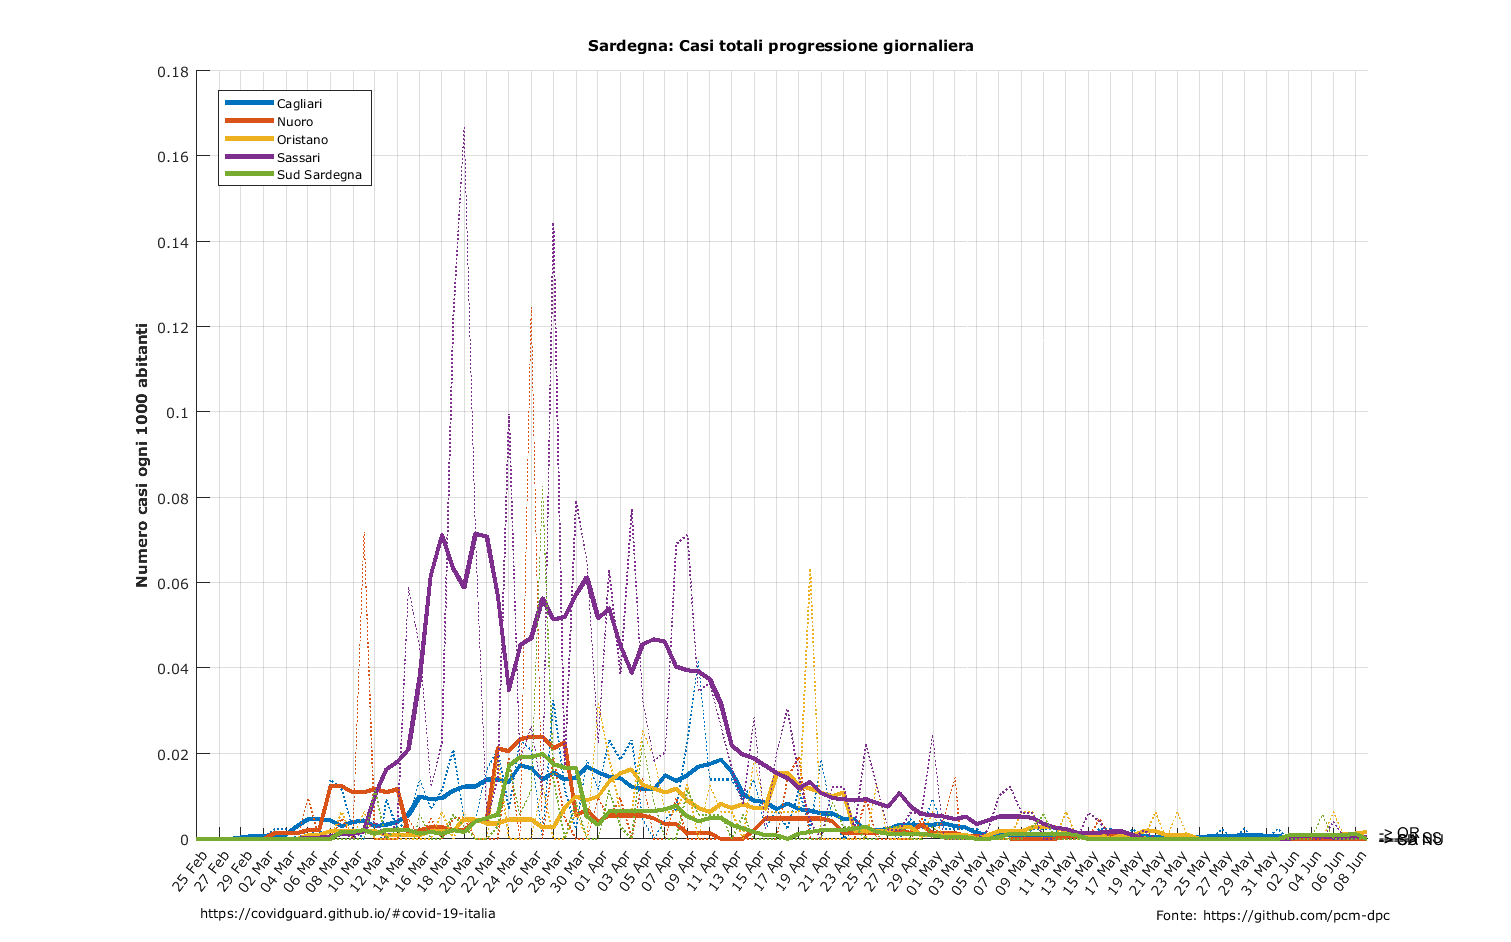 Sardegna: Casi totali progressione giornaliera
0.18
0.16
0.14
0.12
0.1
0.08
0.06
0.04
0.02
0
Numero casi ogni 1000 abitanti
Cagliari
Nuoro
Oristano
Sassari
Sud Sardegna
-> OR
25 Feb
27 Feb
29 Feb
02 Mar
04 Mar
06 Mar
08 Mar
10 Mar
12 Mar
14 Mar
16 Mar
18 Mar
20 Mar
22 Mar
24 Mar
26 Mar
28 Mar
30 Mar
01 Apr
03 Apr
05 Apr
07 Apr
09 Apr
11 Apr
13 Apr
15 Apr
17 Apr
19 Apr
21 Apr
23 Apr
25 Apr
27 Apr
29 Apr
01 May
03 May
05 May
07 May
09 May
11 May
13 May
15 May
17 May
19 May
21 May
23 May
25 May
27 May
29 May
31 May
02 Jun
04 Jun
06 Jun
08 Jun
https://covidguard.github.io/#covid-19-italia
Fonte: https://github.com/pcm-dpc